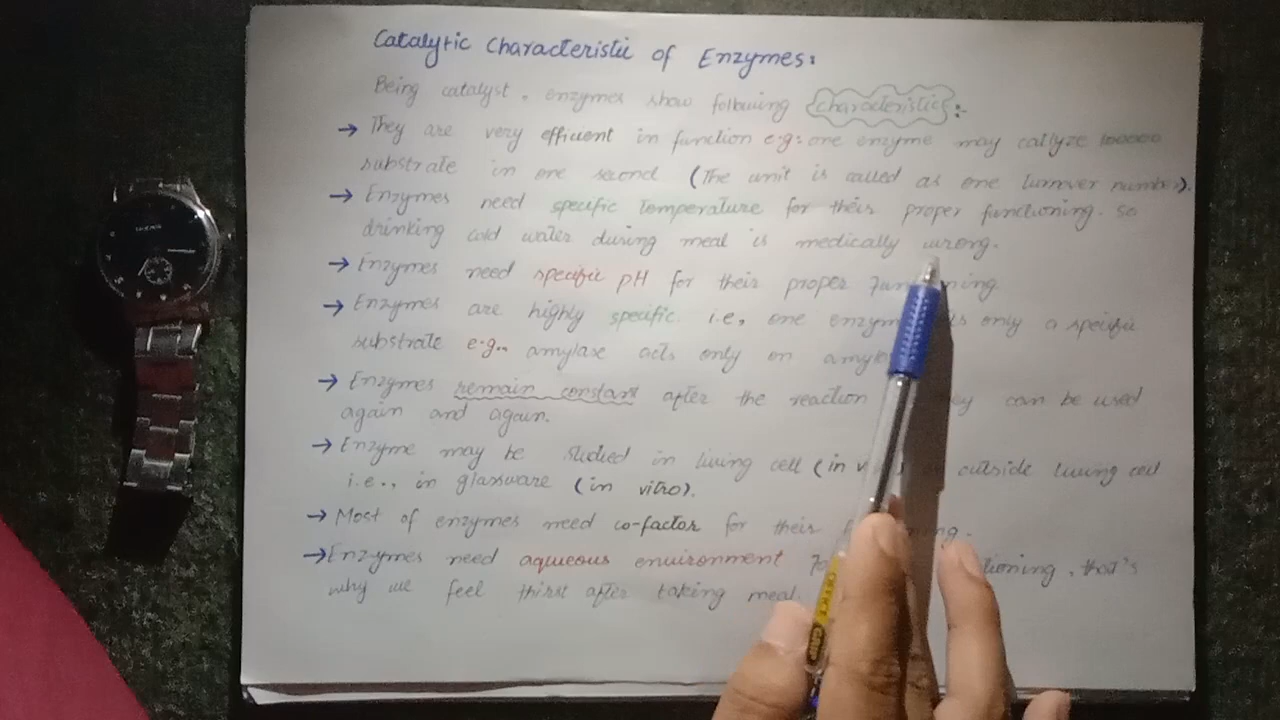 Catalytic Characteristic of Enzymes:
Being catalyst, enzymes show following characteristics:-
→ They are very efficient in function e.g: one enzyme may catlyze 100000
substrate in one second (The unit is called as one turnover number).
→ Enzymes need specific Temperature for their proper functioning. So
drinking cold water during meal is medically wrong.
→ Enzymes need specific pH for their proper
→ Enzymes are highly specific. i.e., one only a specific
substrate e.g., amylase acts only on
→ Enzymes remain constant after the reaction can be used
again and again.
→ Enzyme may be studied in living cell (in outside living cell
i.e., in glassware (in vitro).
→ Most of enzymes need co-factor for their
→ Enzymes need aqueous environment that's
why we feel thirst after taking meal.